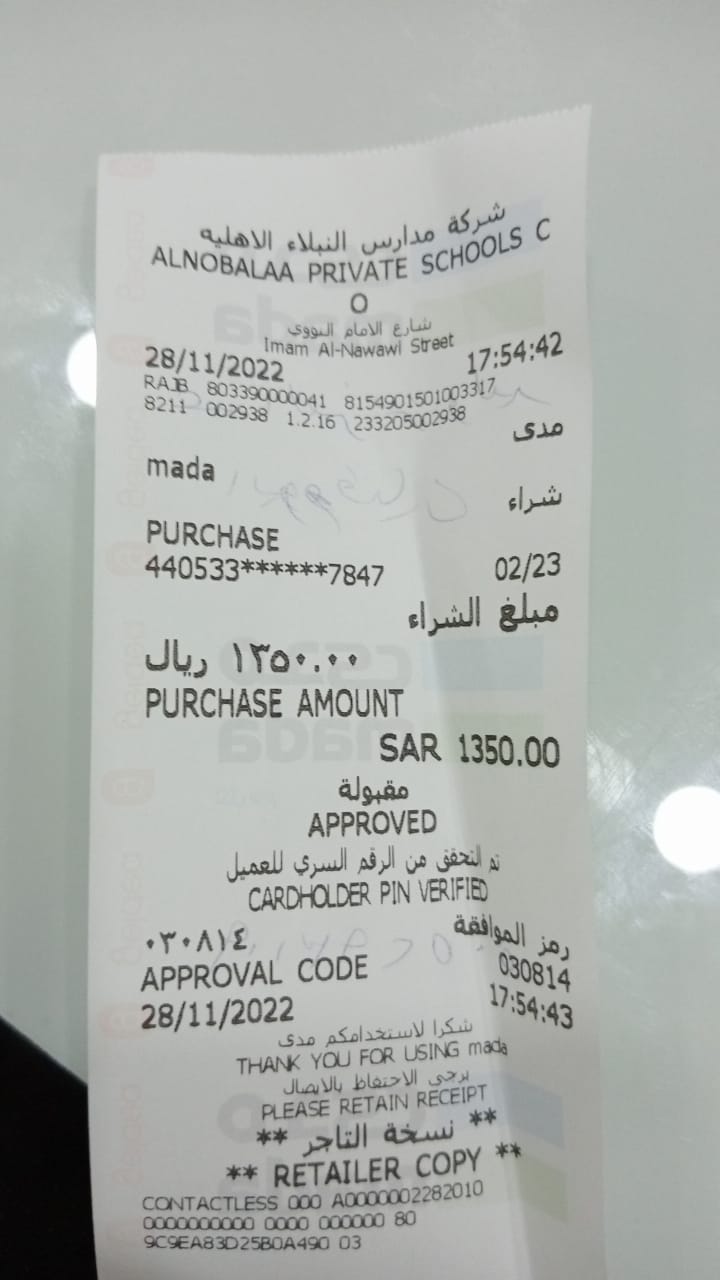 شركة مدارس النبلاء الاهليه
ALNOBALAA PRIVATE SCHOOLS C
O
شارع الامام النووي
Imam Al-Nawawi Street
28/11/2022 17:54:42
RAJB 803390000041 8154901501003317
8211 002938 1.2.16 233205002938
مدى
mada
شراء
PURCHASE
440533******7847 02/23
مبلغ الشراء
١٣٥٠.٠٠ ريال
PURCHASE AMOUNT
SAR 1350.00
مقبولة
APPROVED
تم التحقق من الرقم السري للعميل
CARDHOLDER PIN VERIFIED
رمز الموافقة
٠٣٠٨١٤
APPROVAL CODE 030814
28/11/2022 17:54:43
شكرا لاستخدامكم مدى
THANK YOU FOR USING mada
يرجى الاحتفاظ بالايصال
PLEASE RETAIN RECEIPT
** نسخة التاجر **
** RETAILER COPY **
CONTACTLESS 000 A0000002282010
0000000000 0000 000000 80
9C9EA83D25B0A490 03